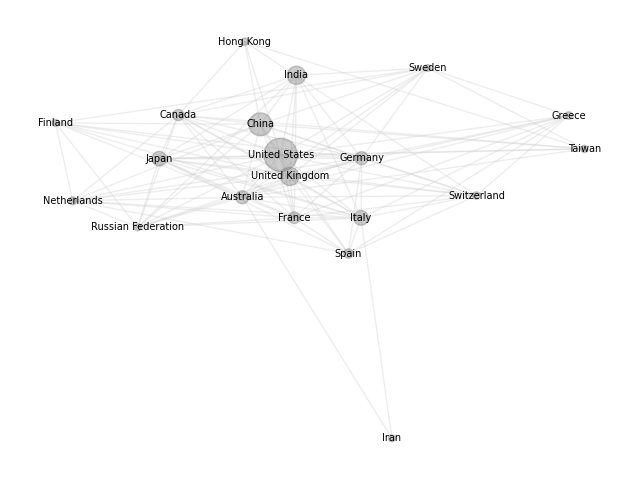 Hong Kong
Sweden
India
Canada
Greece
Finland
China
Taiwan
United States
Japan
Germany
United Kingdom
Switzerland
Australia
Netherlands
France
Italy
Russian Federation
Spain
Iran